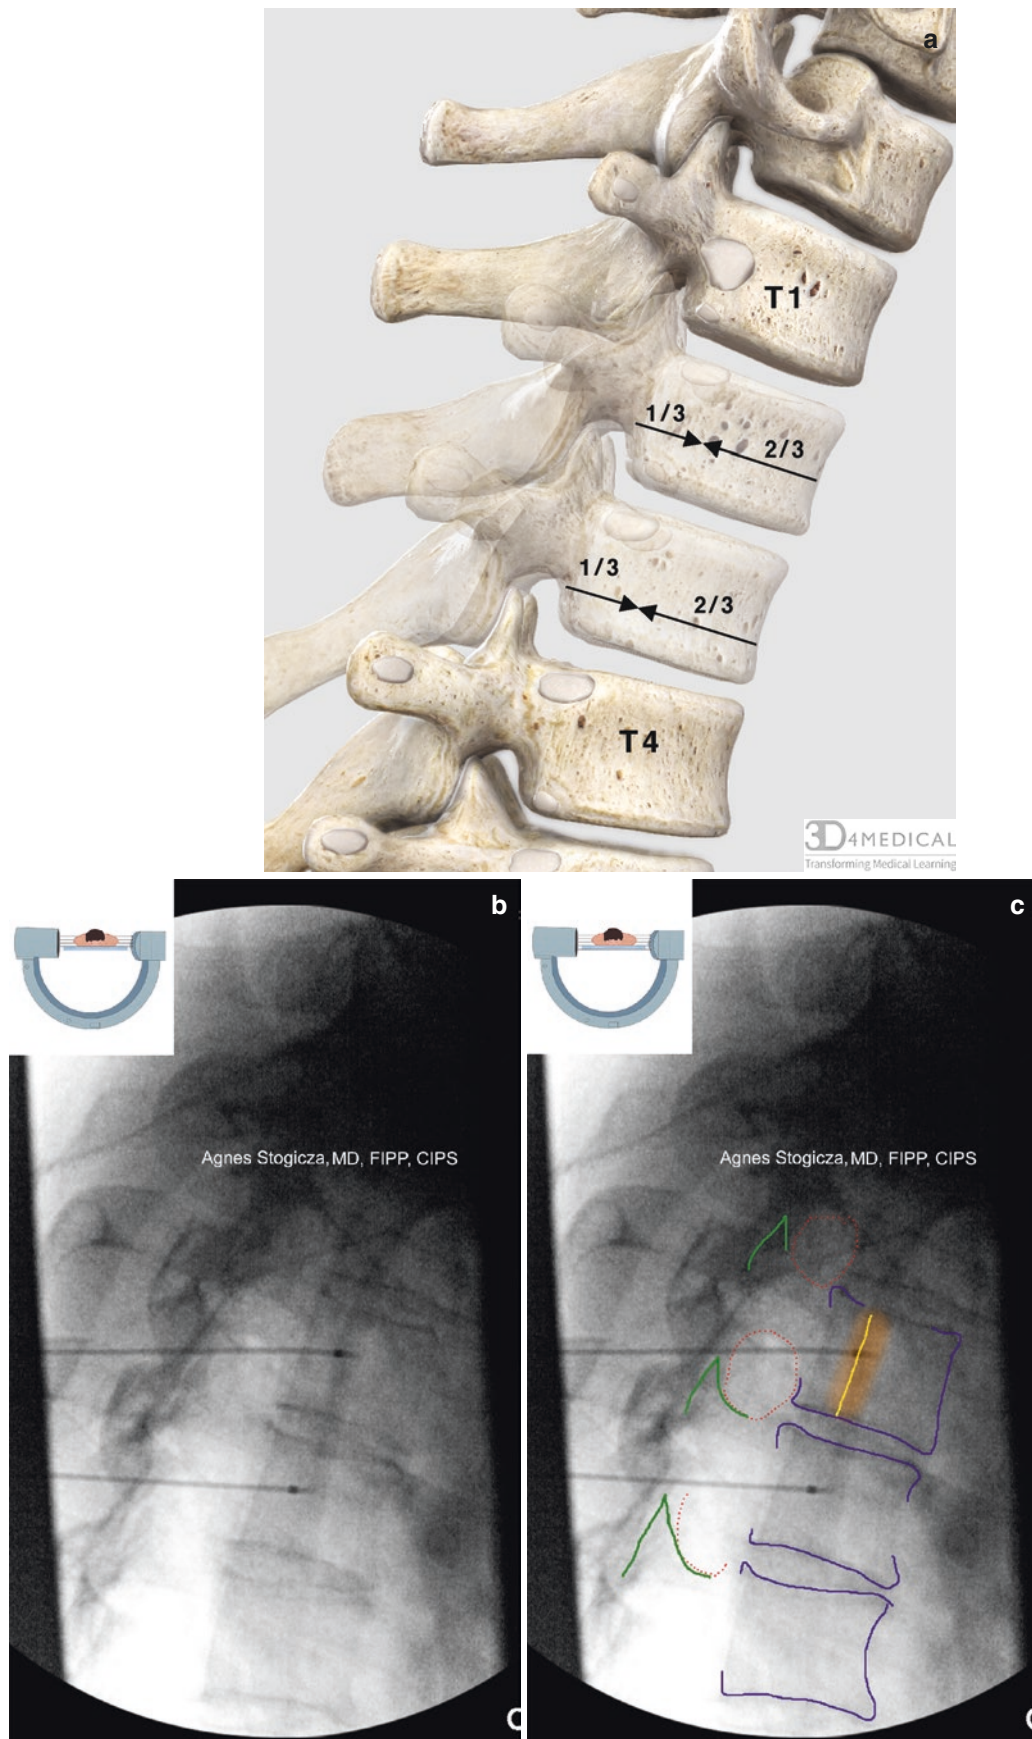 a
T1
1/3
2/3
1/3
2/3
T4
3D4MEDICAL
Transforming Medical Learning
b
Agnes Stogicza, MD, FIPP, CIPS
c
Agnes Stogicza, MD, FIPP, CIPS